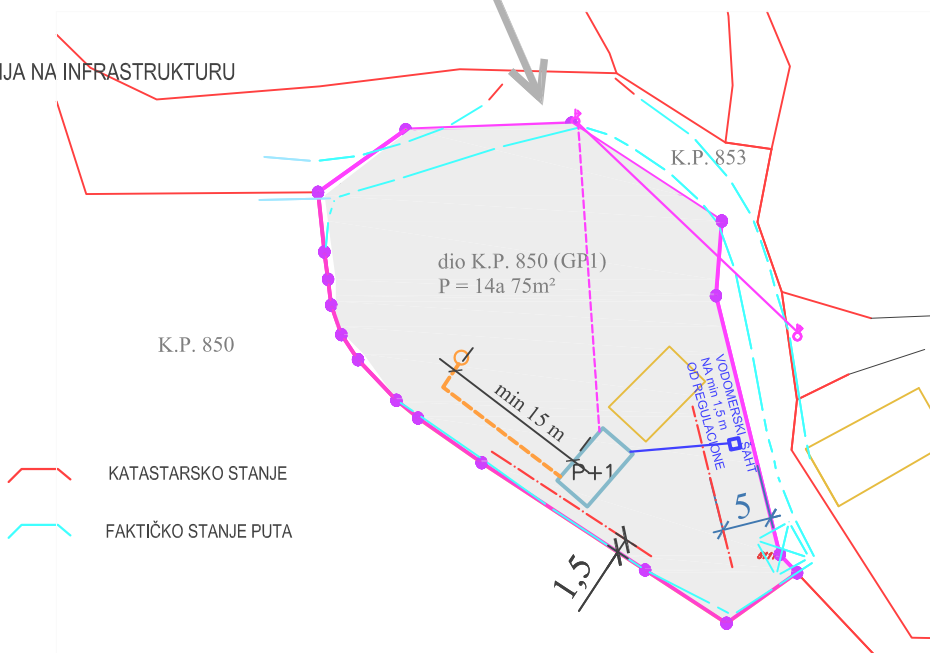 IJA NA INFRASTRUKTURU
K.P. 853
dio K.P. 850 (GP1)
P = 14a 75m²
K.P. 850
min 15 m
VODOMERSKI ŠAHT
NA min 1,5 m
OD REGULACIONE
P+1
5
1,5
KATASTARSKO STANJE
FAKTIČKO STANJE PUTA